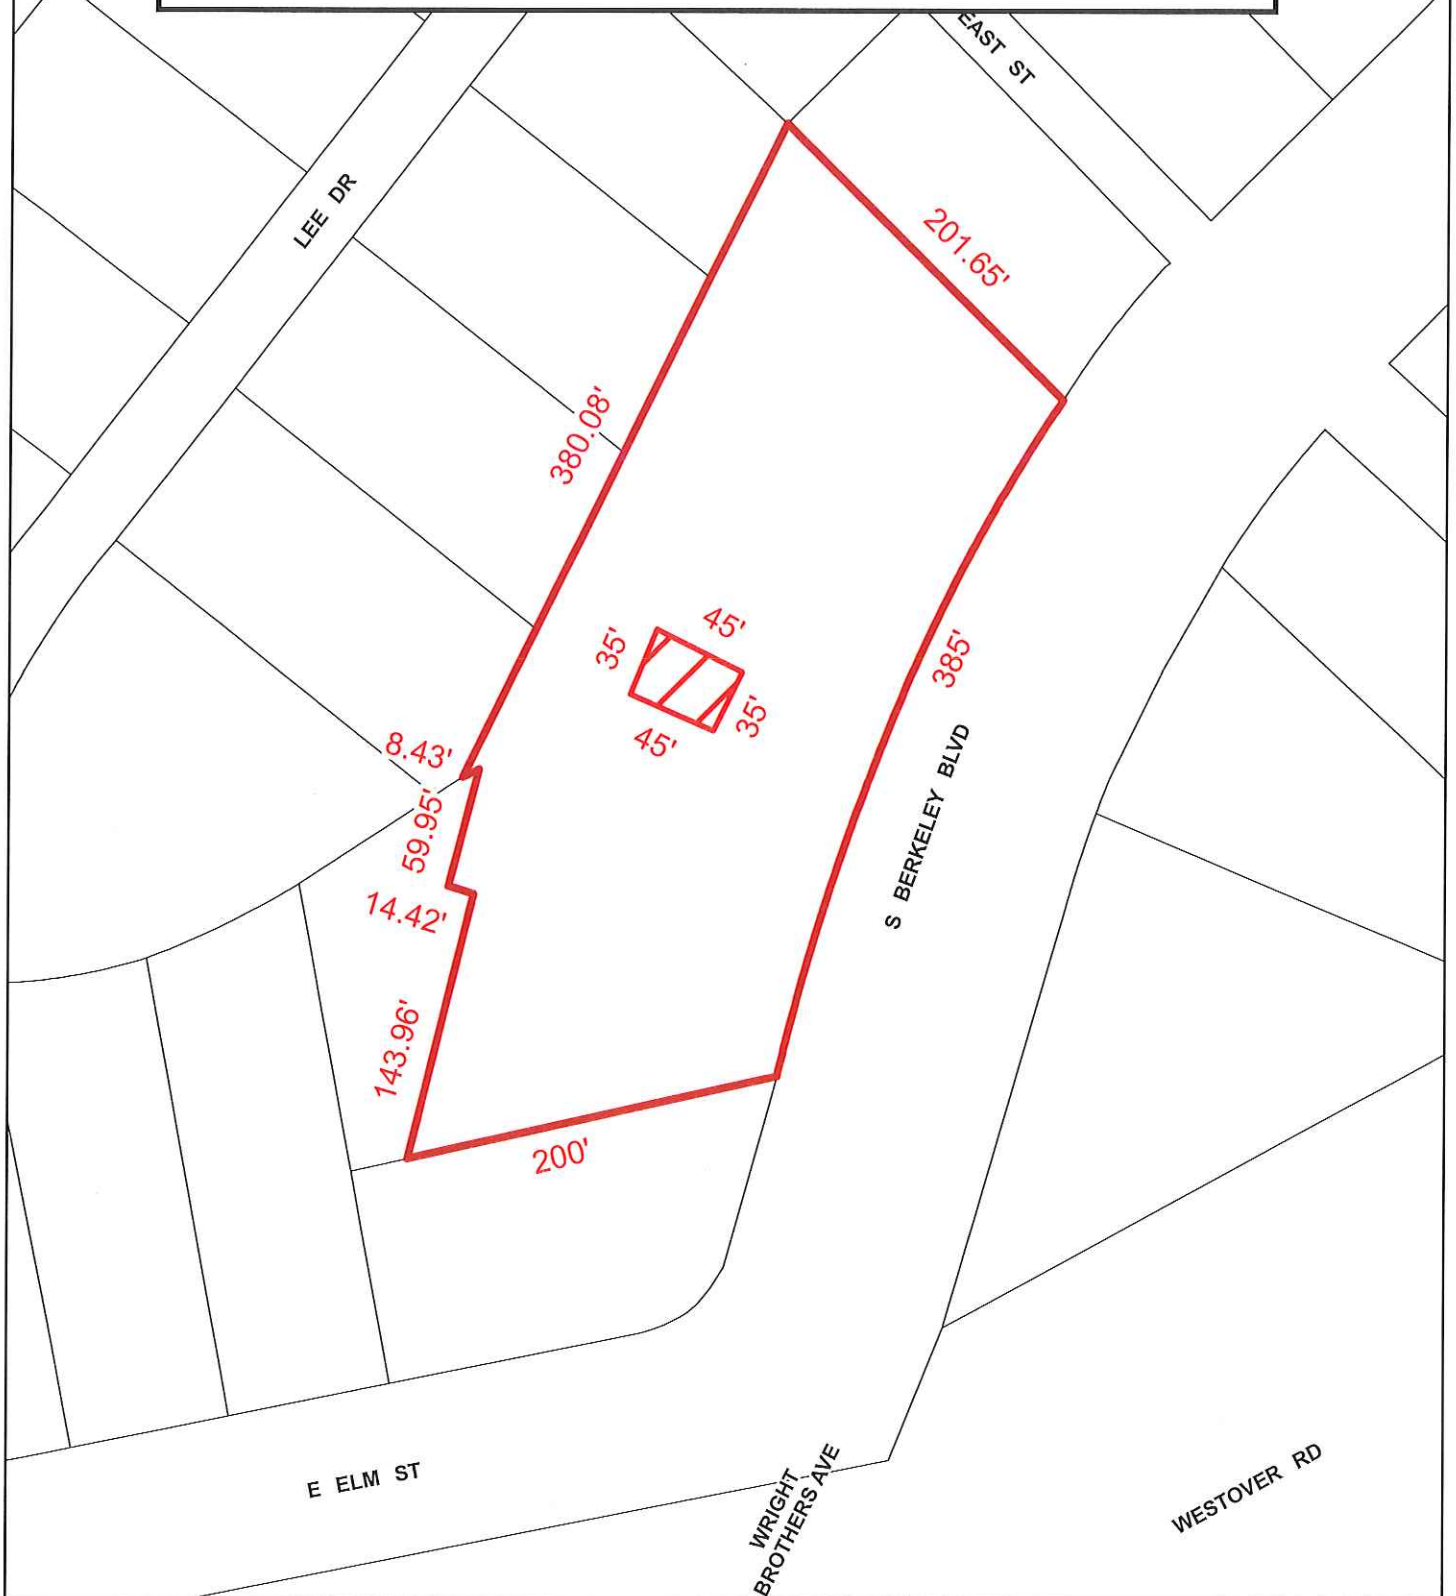 EAST ST
LEE DR
201.65'
380.08'
45'
35'
385'
35'
45'
8.43'
59.95'
S BERKELEY BLVD
14.42'
143.96'
200'
E ELM ST
WRIGHT
BROTHERS AVE
WESTOVER RD